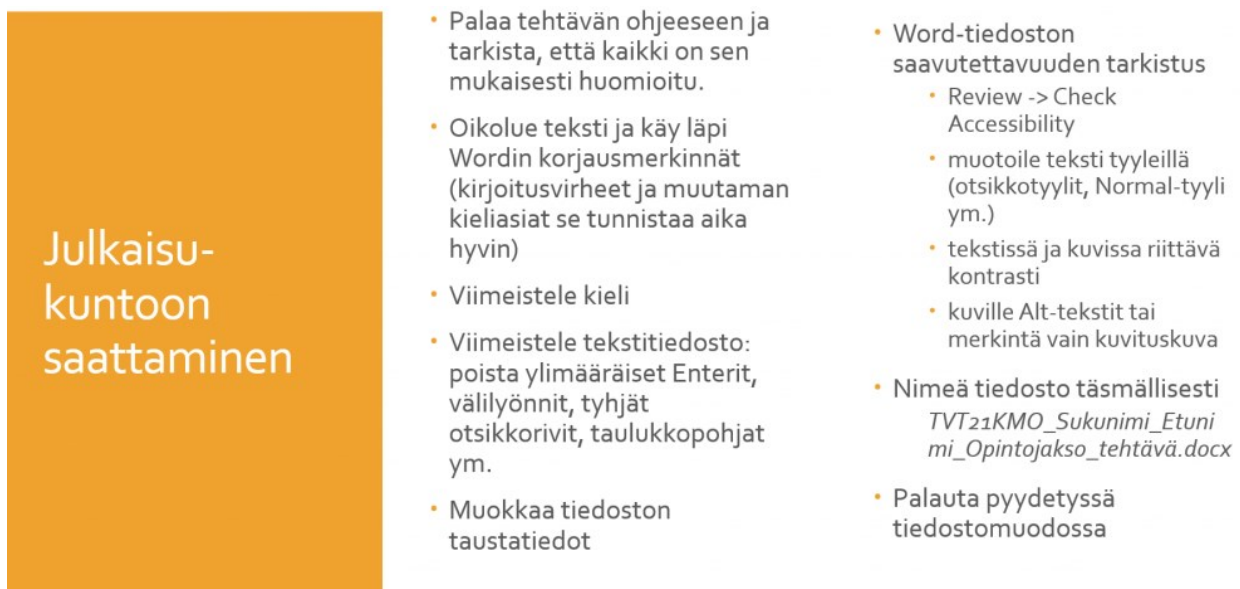 Julkaisu-
kuntoon
saattaminen
• Palaa tehtävän ohjeeseen ja
tarkista, että kaikki on sen
mukaisesti huomioitu.
• Oikolue teksti ja käy läpi
Wordin korjausmerkinnät
(kirjoitusvirheet ja muutaman
kieliasiat se tunnistaa aika
hyvin)
• Viimeistele kieli
• Viimeistele tekstitiedosto:
poista ylimääräiset Enterit,
välilyönnit, tyhjät
otsikkorivit, taulukkopohjat
ym.
• Muokkaa tiedoston
taustatiedot
• Word-tiedoston
saavutettavuuden tarkistus
• Review -> Check
Accessibility
• muotoile teksti tyyleillä
(otsikkotyylit, Normal-tyyli
ym.)
• tekstissä ja kuvissa riittävä
kontrasti
• kuville Alt-tekstit tai
merkintä vain kuvituskuva
• Nimeä tiedosto täsmällisesti
TVT21KMO_Sukunimi_Etuni
mi_Opintojakso_tehtävä.docx
• Palauta pyydetyssä
tiedostomuodossa